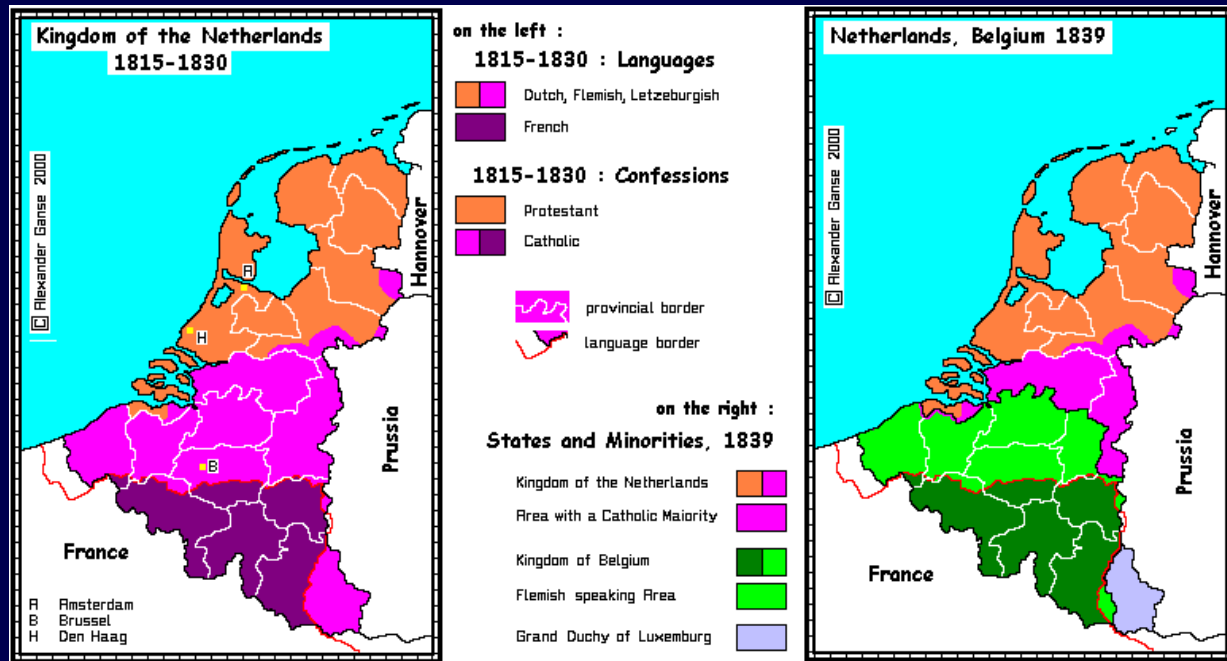 Kingdom of the Netherlands
1815-1830
© Alexander Ganse 2000
A
H
B
Hannover
Prussia
France
A Amsterdam
B Brussel
H Den Haag
on the left :
1815-1830 : Languages
Dutch, Flemish, Letzeburgish
French
1815-1830 : Confessions
Protestant
Catholic
provincial border
language border
on the right :
States and Minorities, 1839
Kingdom of the Netherlands
Area with a Catholic Maiority
Kingdom of Belgium
Flemish speaking Area
Grand Duchy of Luxemburg
Netherlands, Belgium 1839
© Alexander Ganse 2000
Hannover
Prussia
France